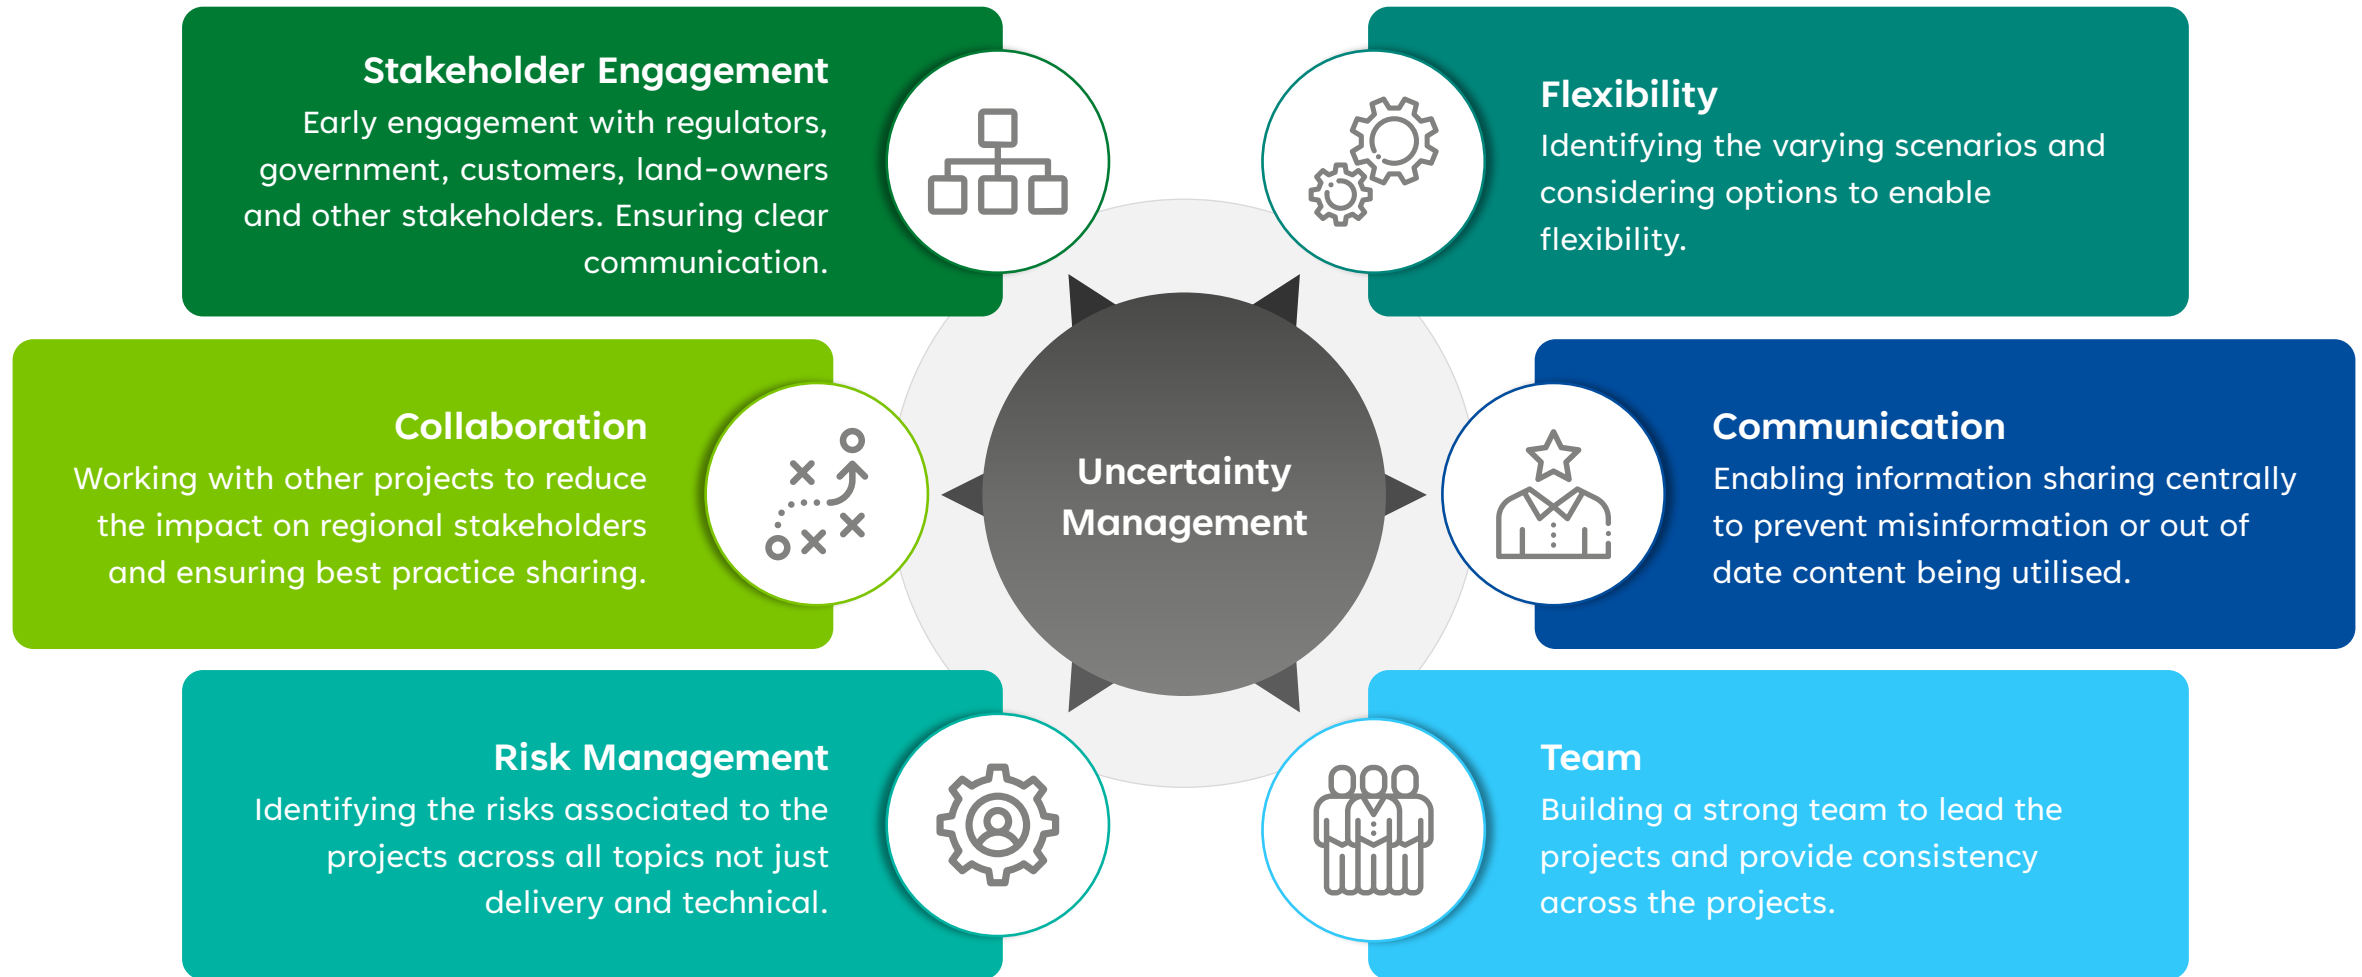 Stakeholder Engagement
Early engagement with regulators,
government, customers, land-owners
and other stakeholders. Ensuring clear
communication.
Flexibility
Identifying the varying scenarios and
considering options to enable
flexibility.
Collaboration
Working with other projects to reduce
the impact on regional stakeholders
and ensuring best practice sharing.
Uncertainty
Management
Communication
Enabling information sharing centrally
to prevent misinformation or out of
date content being utilised.
Risk Management
Identifying the risks associated to the
projects across all topics not just
delivery and technical.
Team
Building a strong team to lead the
projects and provide consistency
across the projects.